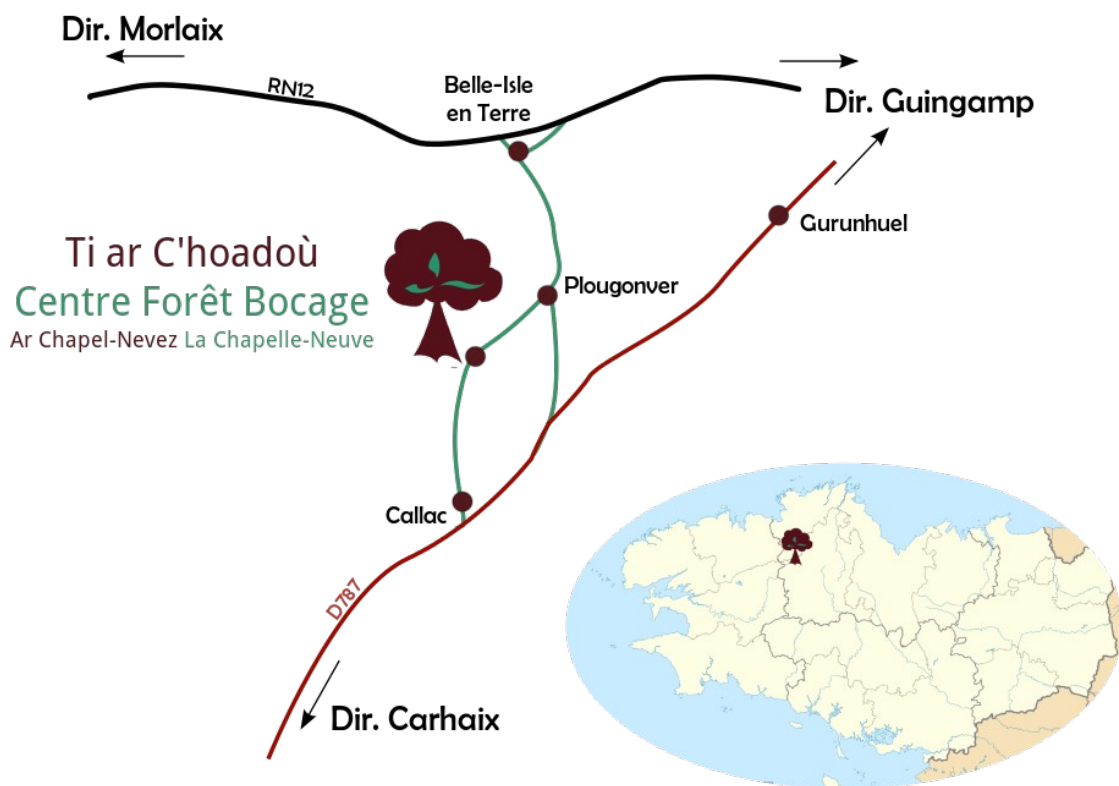 Dir. Morlaix
RN12
Belle-Isle
en Terre
Dir. Guingamp
Gurunhuel
Ti ar C'hoadoù
Centre Forêt Bocage
Ar Chapel-Nevez La Chapelle-Neuve
Plougonver
Callac
D787
Dir. Carhaix